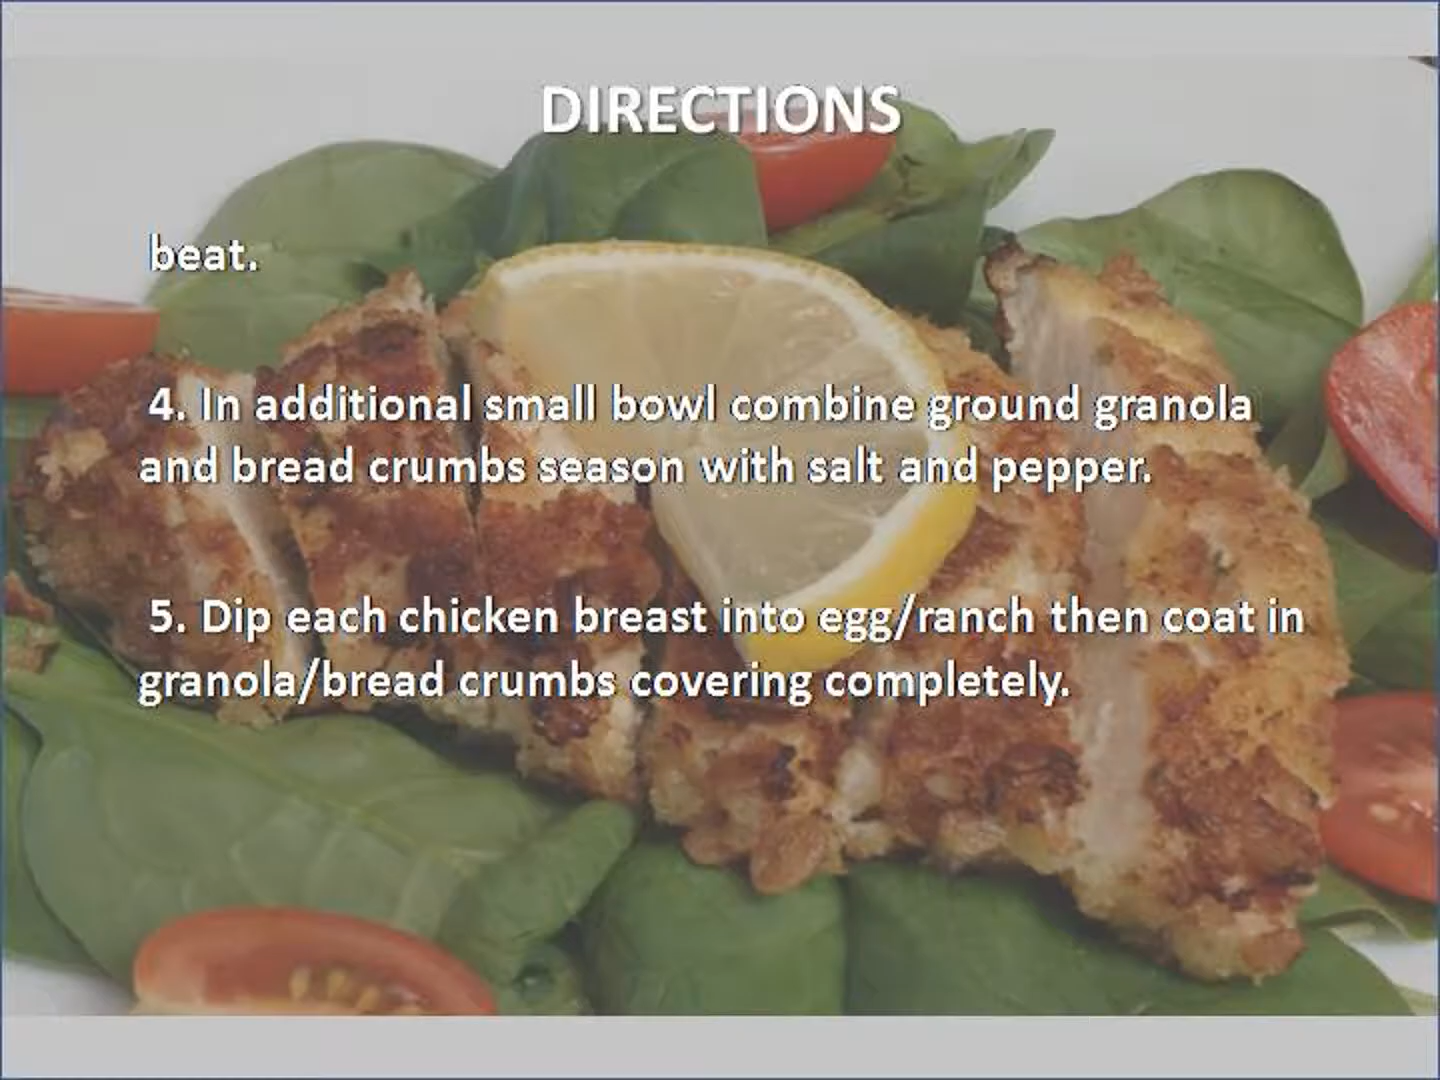 DIRECTIONS
beat.
4. In additional small bowl combine ground granola
and bread crumbs season with salt and pepper.
5. Dip each chicken breast into egg/ranch then coat in
granola/bread crumbs covering completely.